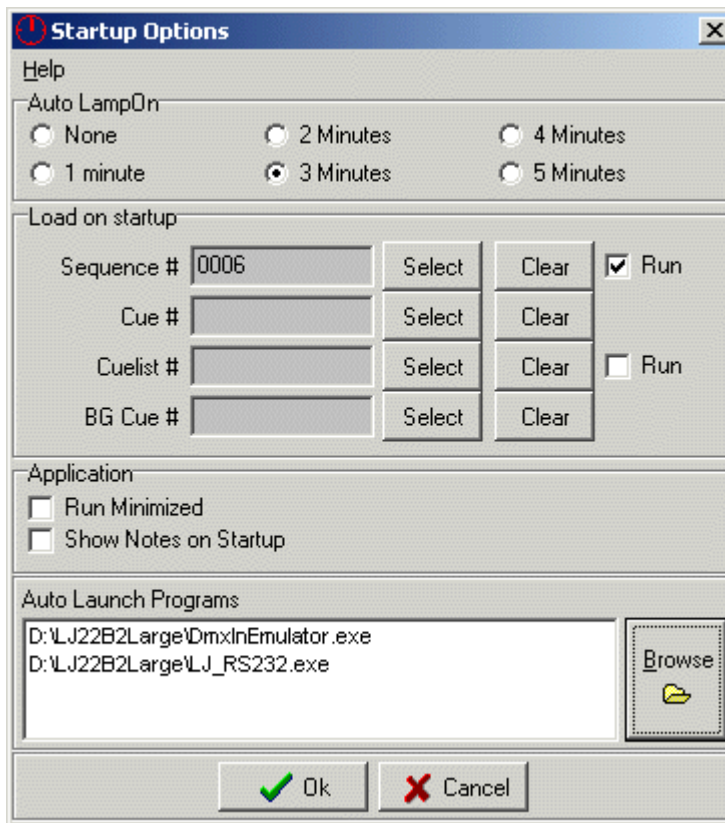 Startup Options
Help
Auto LampOn
None 2 Minutes 4 Minutes
1 minute 3 Minutes 5 Minutes
Load on startup
Sequence # 0006 Select Clear Run
Cue # Select Clear
Cuelist # Select Clear Run
BG Cue # Select Clear
Application
Run Minimized
Show Notes on Startup
Auto Launch Programs
D:\LJ22B2Large\DmxInEmulator.exe
D:\LJ22B2Large\LJ_RS232.exe
Browse
Ok Cancel